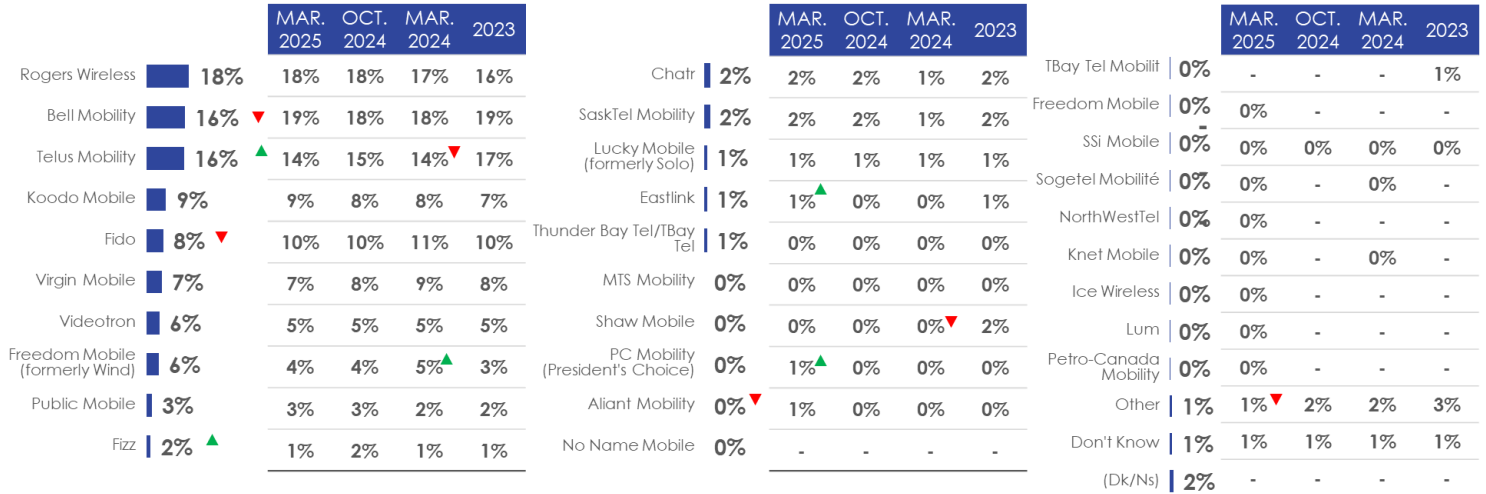 MAR. 2025 OCT. 2024 MAR. 2024 2023
Rogers Wireless 18% 18% 18% 17% 16%
Bell Mobility 16% 19% 18% 18% 19%
Telus Mobility 16% 14% 15% 14% 17%
Koodo Mobile 9% 9% 8% 8% 7%
Fido 8% 10% 10% 11% 10%
Virgin Mobile 7% 7% 8% 9% 8%
Videotron 6% 5% 5% 5% 5%
Freedom Mobile
(formerly Wind) 6% 4% 4% 5% 3%
Public Mobile 3% 3% 3% 2% 2%
Fizz 2% 1% 2% 1% 1%
MAR. 2025 OCT. 2024 MAR. 2024 2023
Chatr 2% 2% 2% 1% 2%
SaskTel Mobility 2% 2% 2% 1% 2%
Lucky Mobile
(formerly Solo) 1% 1% 1% 1% 1%
Eastlink 1% 1% 0% 0% 1%
Thunder Bay Tel/TBay
Tel 1% 0% 0% 0% 0%
MTS Mobility 0% 0% 0% 0% 0%
Shaw Mobile 0% 0% 0% 0% 2%
PC Mobility
(President's Choice) 0% 1% 0% 0% 0%
Aliant Mobility 0% 1% 0% 0% 0%
No Name Mobile 0% - - - -
MAR. 2025 OCT. 2024 MAR. 2024 2023
TBay Tel Mobilit 0% - - - 1%
Freedom Mobile 0% 0% - - -
-
SSi Mobile 0% 0% 0% 0% 0%
Sogetel Mobilité 0% 0% - 0% -
NorthWestTel 0% 0% - - -
Knet Mobile 0% 0% - 0% -
Ice Wireless 0% 0% - - -
Lum 0% 0% - - -
Petro-Canada
Mobility 0% 0% - - -
Other 1% 1% 2% 2% 3%
Don't Know 1% 1% 1% 1% 1%
(Dk/Ns) 2% - - - -